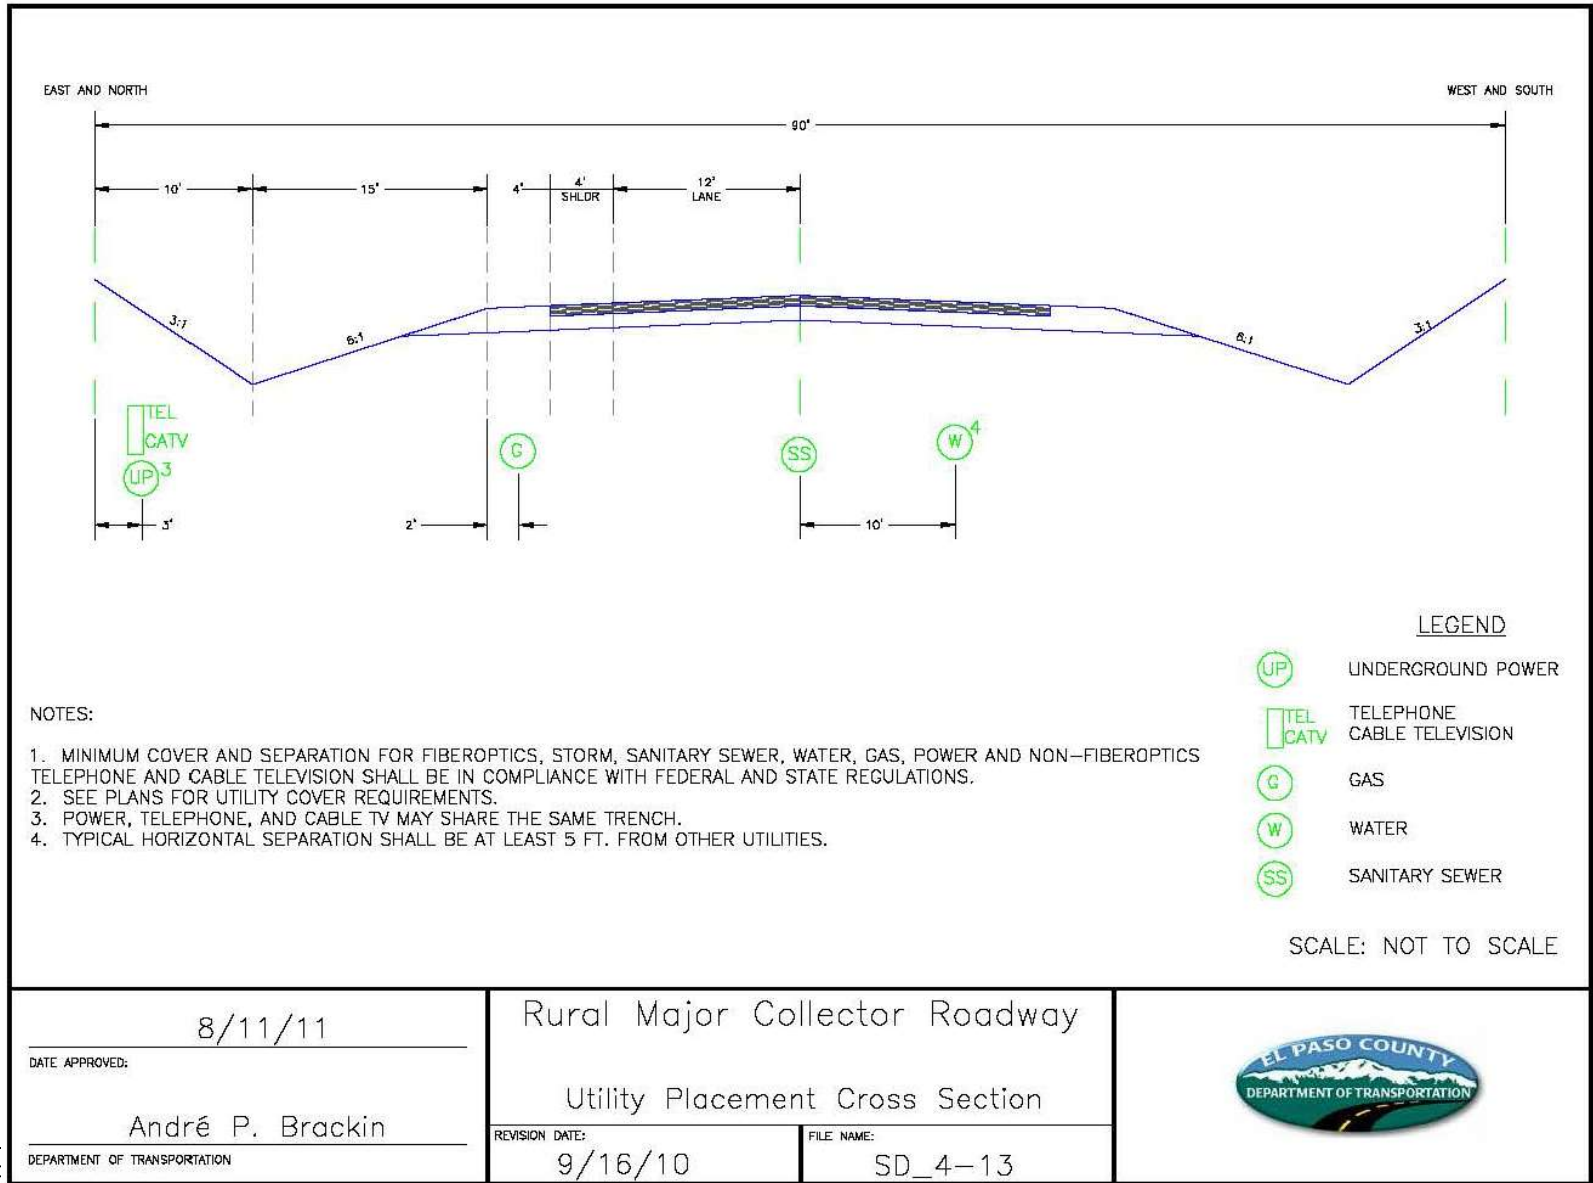 EAST AND NORTH
WEST AND SOUTH
90'
10'
15'
4'
4'
SHLDR
12'
LANE
3:1
6:1
6:1
3:1
TEL
CATV
UP 3
G
SS
W 4
3'
2'
10'
LEGEND
UP UNDERGROUND POWER
TEL TELEPHONE
CATV CABLE TELEVISION
G GAS
W WATER
SS SANITARY SEWER
SCALE: NOT TO SCALE
NOTES:
1. MINIMUM COVER AND SEPARATION FOR FIBEROPTICS, STORM, SANITARY SEWER, WATER, GAS, POWER AND NON-FIBEROPTICS
TELEPHONE AND CABLE TELEVISION SHALL BE IN COMPLIANCE WITH FEDERAL AND STATE REGULATIONS.
2. SEE PLANS FOR UTILITY COVER REQUIREMENTS.
3. POWER, TELEPHONE, AND CABLE TV MAY SHARE THE SAME TRENCH.
4. TYPICAL HORIZONTAL SEPARATION SHALL BE AT LEAST 5 FT. FROM OTHER UTILITIES.
8/11/11
DATE APPROVED:
André P. Brackin
DEPARTMENT OF TRANSPORTATION
Rural Major Collector Roadway
Utility Placement Cross Section
REVISION DATE:
9/16/10
FILE NAME:
SD_4-13
EL PASO COUNTY
DEPARTMENT OF TRANSPORTATION